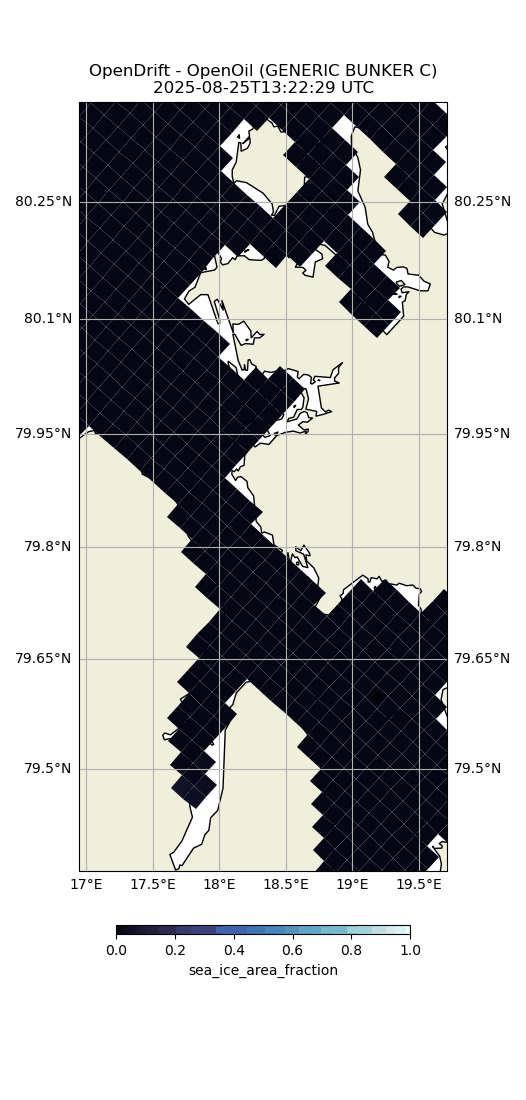 OpenDrift - OpenOil (GENERIC BUNKER C)
2025-08-25T13:22:29 UTC
80.25°N 80.25°N
80.1°N 80.1°N
79.95°N 79.95°N
79.8°N 79.8°N
79.65°N 79.65°N
79.5°N 79.5°N
17°E 17.5°E 18°E 18.5°E 19°E 19.5°E
0.0 0.2 0.4 0.6 0.8 1.0
sea_ice_area_fraction